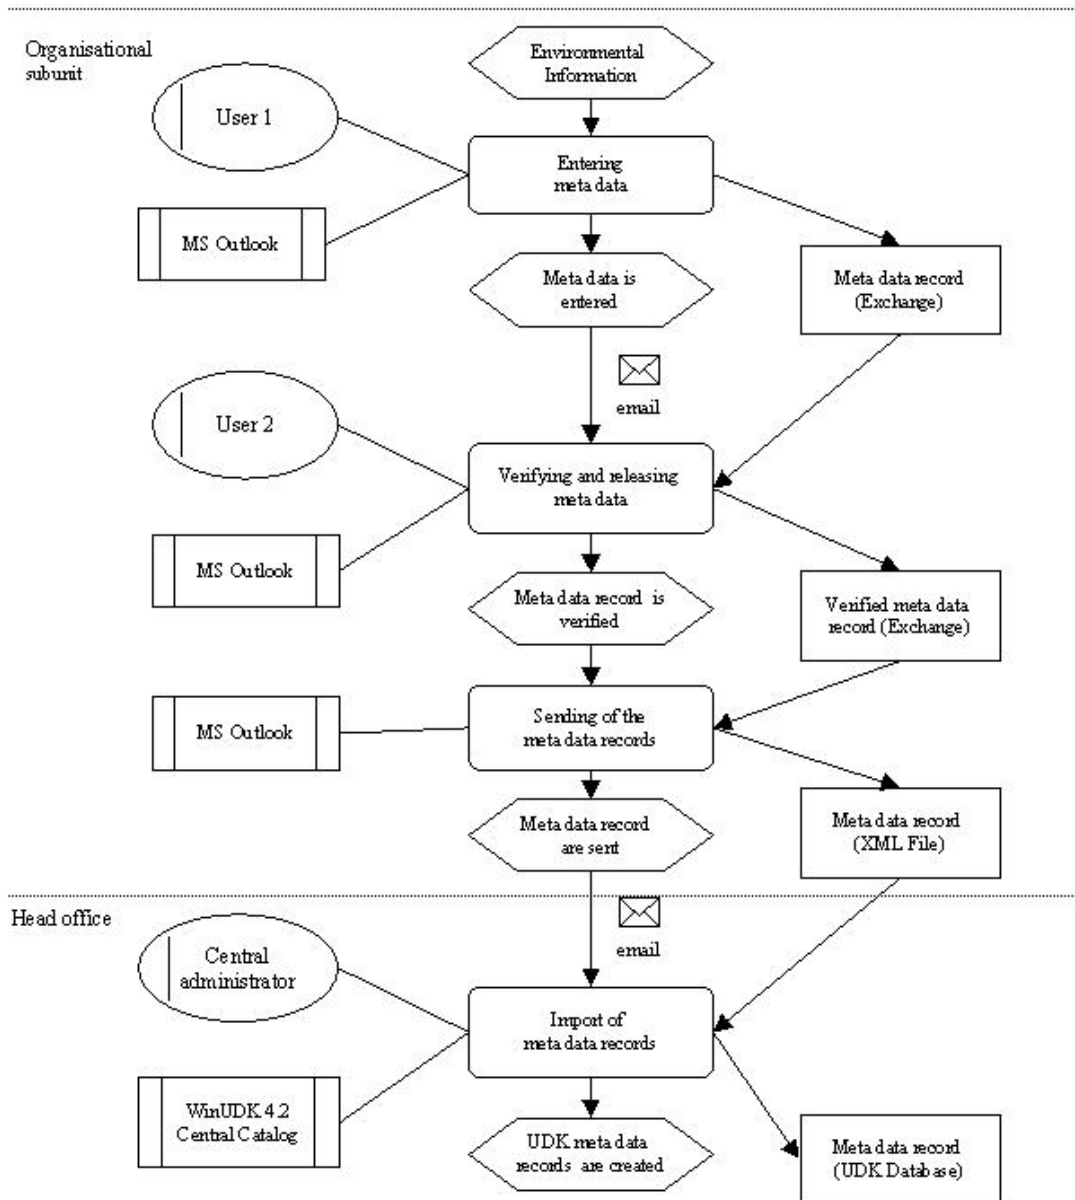 Organisational
subunit
Environmental
Information
User 1
Entering
meta data
MS Outlook
Meta data is
entered
Meta data record
(Exchange)
email
User 2
Verifying and releasing
meta data
MS Outlook
Meta data record is
verified
Verified meta data
record (Exchange)
MS Outlook
Sending of the
meta data records
Meta data record
are sent
Meta data record
(XML File)
Head office
email
Central
administrator
Import of
meta data records
WinUDK 4.2
Central Catalog
UDK meta data
records are created
Meta data record
(UDK Database)